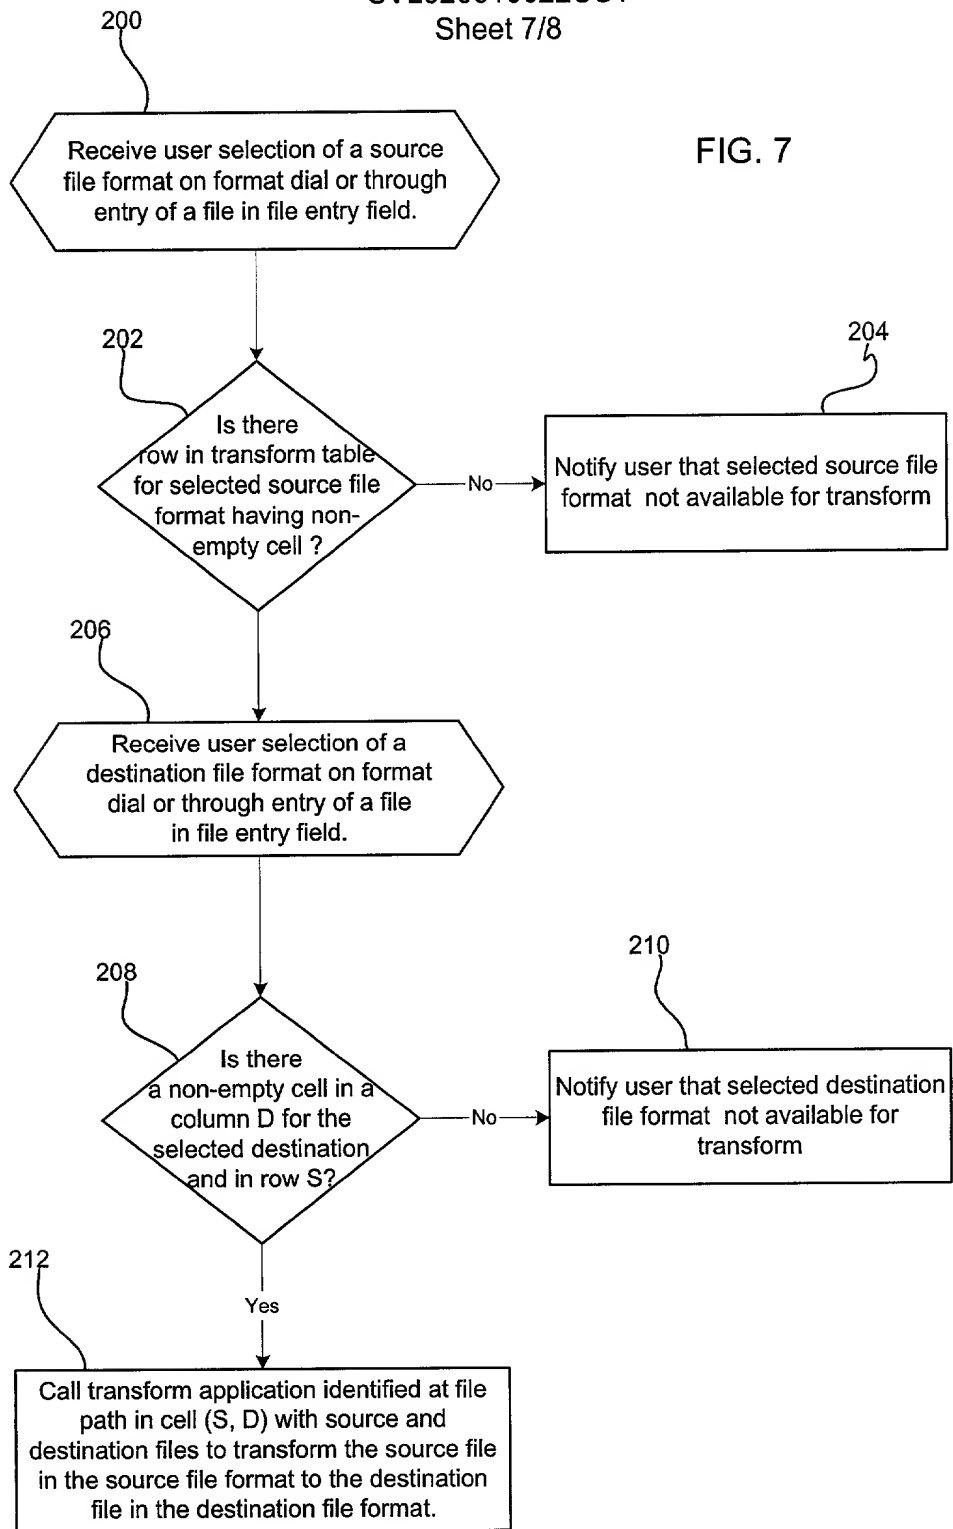 Sheet 7/8
200
FIG. 7
Receive user selection of a source
file format on format dial or through
entry of a file in file entry field.
202
204
Is there
row in transform table
for selected source file
format having non-
empty cell ?
No
Notify user that selected source file
format not available for transform
206
Receive user selection of a
destination file format on format
dial or through entry of a file
in file entry field.
208
210
Is there
a non-empty cell in a
column D for the
selected destination
and in row S?
No
Notify user that selected destination
file format not available for
transform
212
Yes
Call transform application identified at file
path in cell (S, D) with source and
destination files to transform the source file
in the source file format to the destination
file in the destination file format.